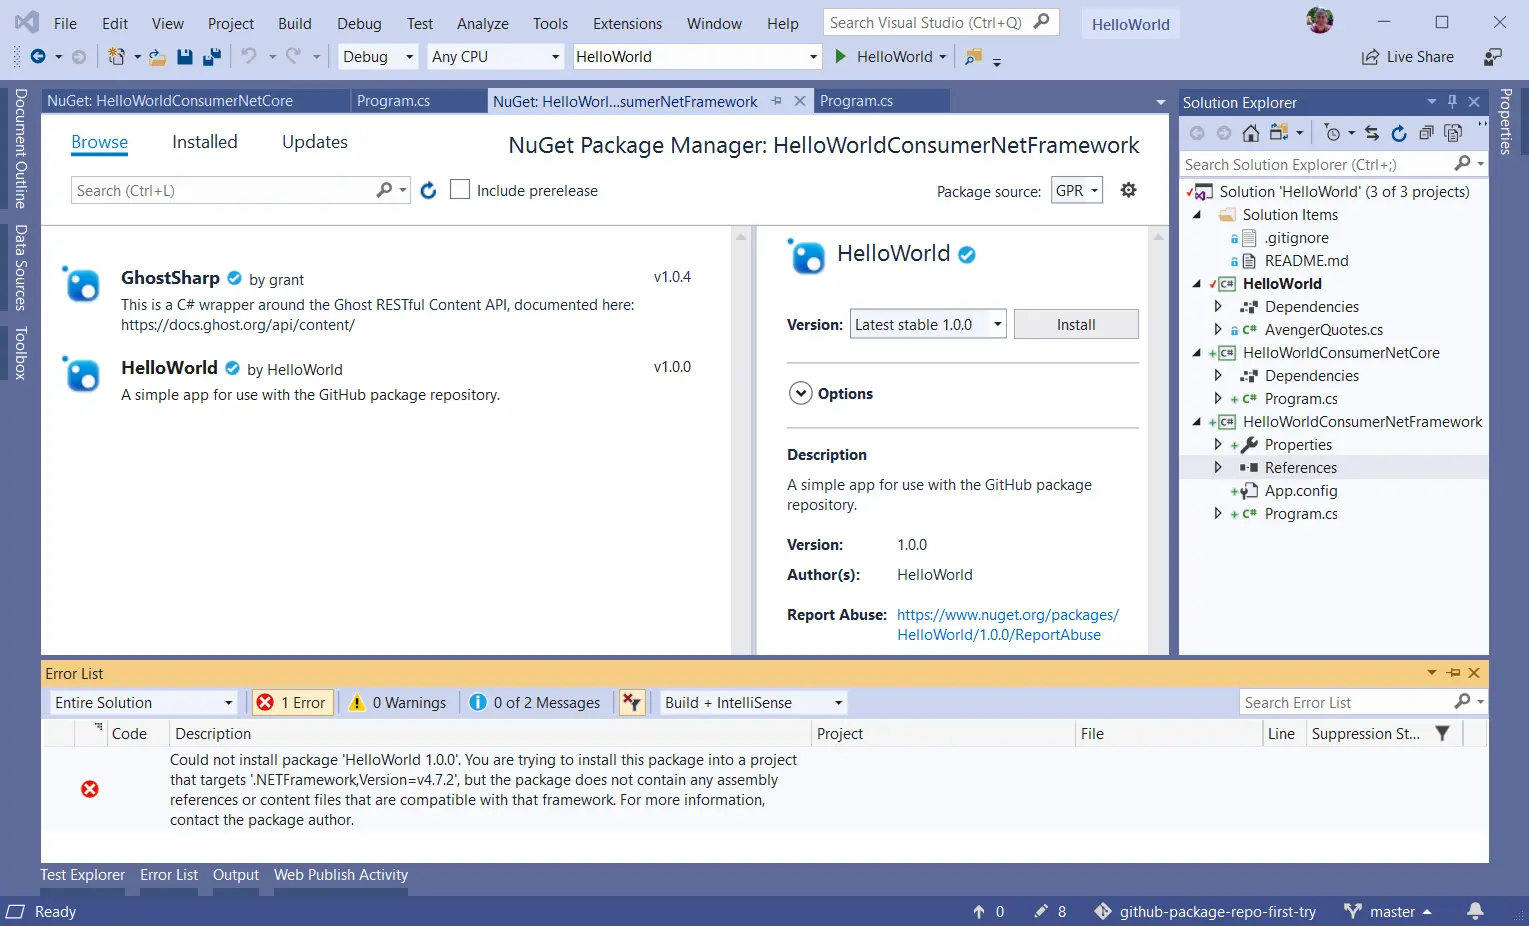 File Edit View Project Build Debug Test Analyze Tools Extensions Window Help Search Visual Studio (Ctrl+Q) HelloWorld
Debug Any CPU HelloWorld HelloWorld Live Share
Document Outline
Data Sources
Toolbox
NuGet: HelloWorldConsumerNetCore Program.cs NuGet: HelloWorl...sumerNetFramework Program.cs
Browse Installed Updates NuGet Package Manager: HelloWorldConsumerNetFramework
Search (Ctrl+L) Include prerelease Package source: GPR
GhostSharp by grant v1.0.4
This is a C# wrapper around the Ghost RESTful Content API, documented here:
https://docs.ghost.org/api/content/
HelloWorld by HelloWorld v1.0.0
A simple app for use with the GitHub package repository.
HelloWorld
Version: Latest stable 1.0.0 Install
Options
Description
A simple app for use with the GitHub package
repository.
Version: 1.0.0
Author(s): HelloWorld
Report Abuse: https://www.nuget.org/packages/
HelloWorld/1.0.0/ReportAbuse
Solution Explorer
Search Solution Explorer (Ctrl+;)
Solution 'HelloWorld' (3 of 3 projects)
Solution Items
.gitignore
README.md
C# HelloWorld
Dependencies
C# AvengerQuotes.cs
C# HelloWorldConsumerNetCore
Dependencies
C# Program.cs
C# HelloWorldConsumerNetFramework
Properties
References
App.config
C# Program.cs
Properties
Error List
Entire Solution 1 Error 0 Warnings 0 of 2 Messages Build + IntelliSense Search Error List
Code Description Project File Line Suppression St...
Could not install package 'HelloWorld 1.0.0'. You are trying to install this package into a project
that targets '.NETFramework,Version=v4.7.2', but the package does not contain any assembly
references or content files that are compatible with that framework. For more information,
contact the package author.
Test Explorer Error List Output Web Publish Activity
Ready 0 8 github-package-repo-first-try master